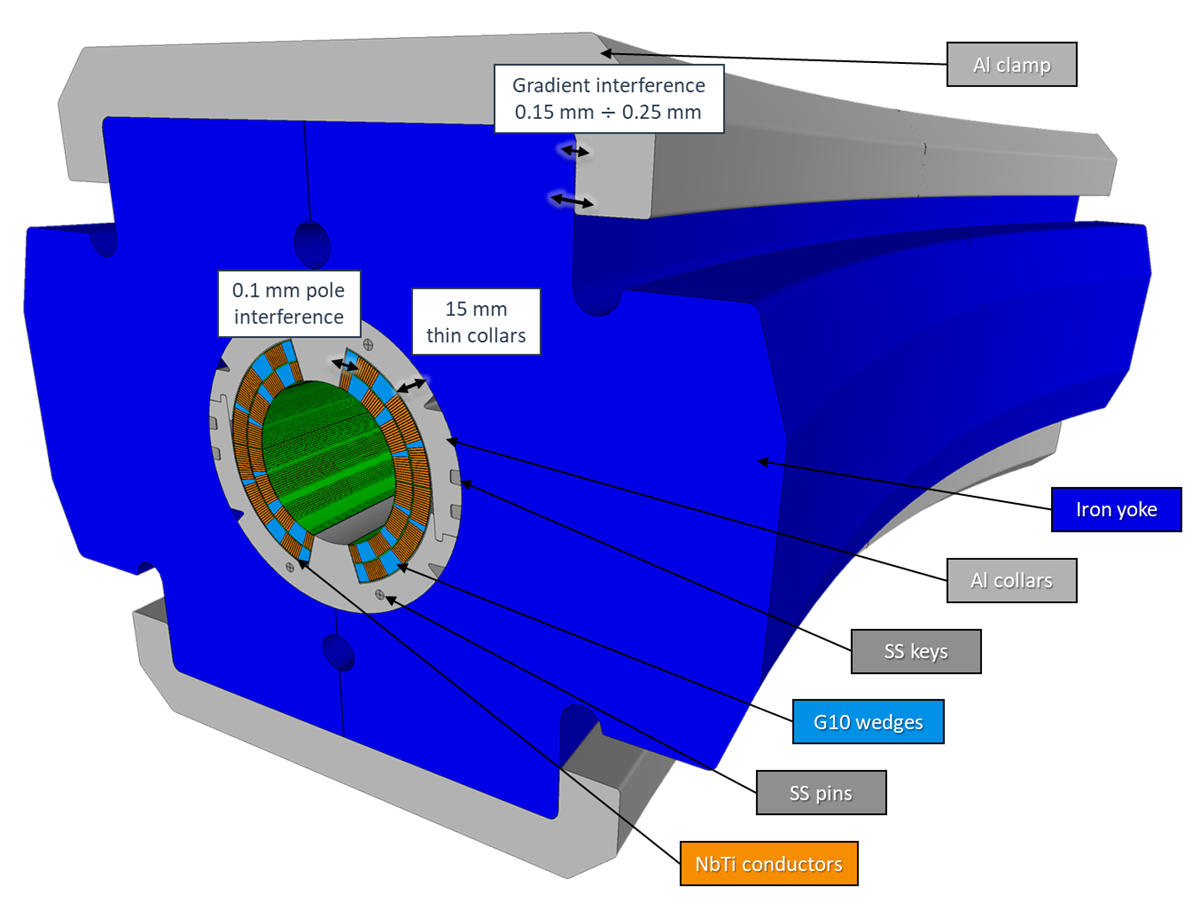 Al clamp
Gradient interference
0.15 mm ÷ 0.25 mm
0.1 mm pole
interference
15 mm
thin collars
Iron yoke
Al collars
SS keys
G10 wedges
SS pins
NbTi conductors